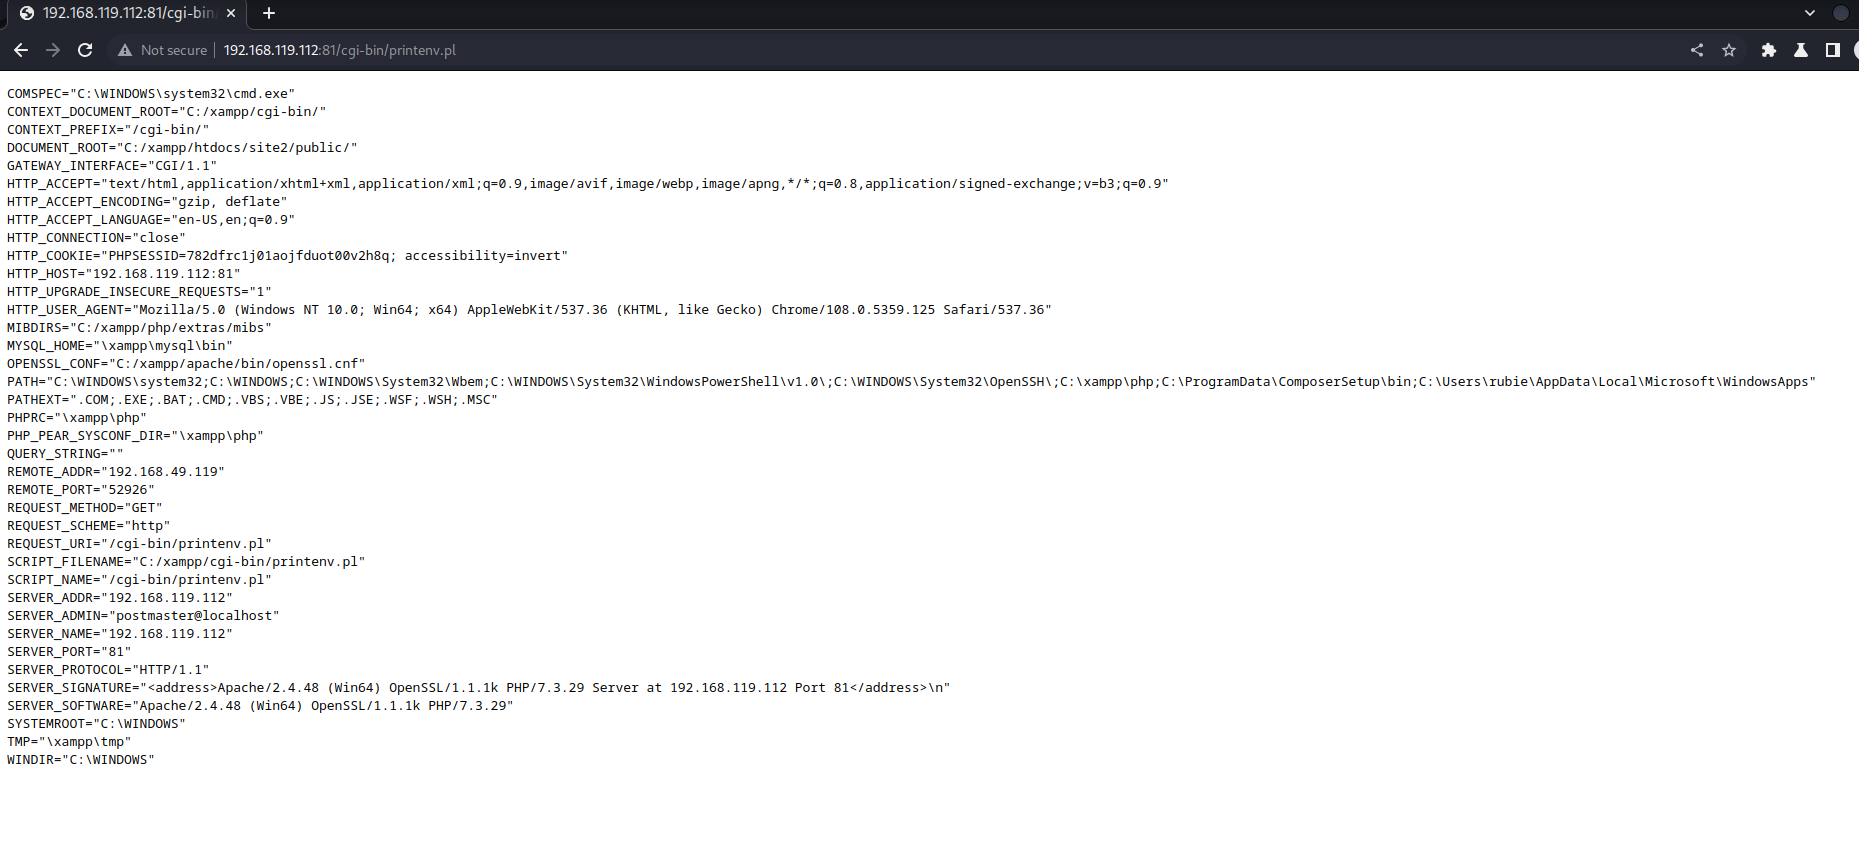 192.168.119.112:81/cgi-bin/
Not secure 192.168.119.112:81/cgi-bin/printenv.pl
COMSPEC="C:\WINDOWS\system32\cmd.exe"
CONTEXT_DOCUMENT_ROOT="C:/xampp/cgi-bin/"
CONTEXT_PREFIX="/cgi-bin/"
DOCUMENT_ROOT="C:/xampp/htdocs/site2/public/"
GATEWAY_INTERFACE="CGI/1.1"
HTTP_ACCEPT="text/html,application/xhtml+xml,application/xml;q=0.9,image/avif,image/webp,image/apng,*/*;q=0.8,application/signed-exchange;v=b3;q=0.9"
HTTP_ACCEPT_ENCODING="gzip, deflate"
HTTP_ACCEPT_LANGUAGE="en-US,en;q=0.9"
HTTP_CONNECTION="close"
HTTP_COOKIE="PHPSESSID=782dfrc1j01aojfduot00v2h8q; accessibility=invert"
HTTP_HOST="192.168.119.112:81"
HTTP_UPGRADE_INSECURE_REQUESTS="1"
HTTP_USER_AGENT="Mozilla/5.0 (Windows NT 10.0; Win64; x64) AppleWebKit/537.36 (KHTML, like Gecko) Chrome/108.0.5359.125 Safari/537.36"
MIBDIRS="C:/xampp/php/extras/mibs"
MYSQL_HOME="\xampp\mysql\bin"
OPENSSL_CONF="C:/xampp/apache/bin/openssl.cnf"
PATH="C:\WINDOWS\system32;C:\WINDOWS;C:\WINDOWS\System32\Wbem;C:\WINDOWS\System32\WindowsPowerShell\v1.0\;C:\WINDOWS\System32\OpenSSH\;C:\xampp\php;C:\ProgramData\ComposerSetup\bin;C:\Users\rubie\AppData\Local\Microsoft\WindowsApps"
PATHEXT=".COM;.EXE;.BAT;.CMD;.VBS;.VBE;.JS;.JSE;.WSF;.WSH;.MSC"
PHPRC="\xampp\php"
PHP_PEAR_SYSCONF_DIR="\xampp\php"
QUERY_STRING=""
REMOTE_ADDR="192.168.49.119"
REMOTE_PORT="52926"
REQUEST_METHOD="GET"
REQUEST_SCHEME="http"
REQUEST_URI="/cgi-bin/printenv.pl"
SCRIPT_FILENAME="C:/xampp/cgi-bin/printenv.pl"
SCRIPT_NAME="/cgi-bin/printenv.pl"
SERVER_ADDR="192.168.119.112"
SERVER_ADMIN="postmaster@localhost"
SERVER_NAME="192.168.119.112"
SERVER_PORT="81"
SERVER_PROTOCOL="HTTP/1.1"
SERVER_SIGNATURE="<address>Apache/2.4.48 (Win64) OpenSSL/1.1.1k PHP/7.3.29 Server at 192.168.119.112 Port 81</address>\n"
SERVER_SOFTWARE="Apache/2.4.48 (Win64) OpenSSL/1.1.1k PHP/7.3.29"
SYSTEMROOT="C:\WINDOWS"
TMP="\xampp\tmp"
WINDIR="C:\WINDOWS"